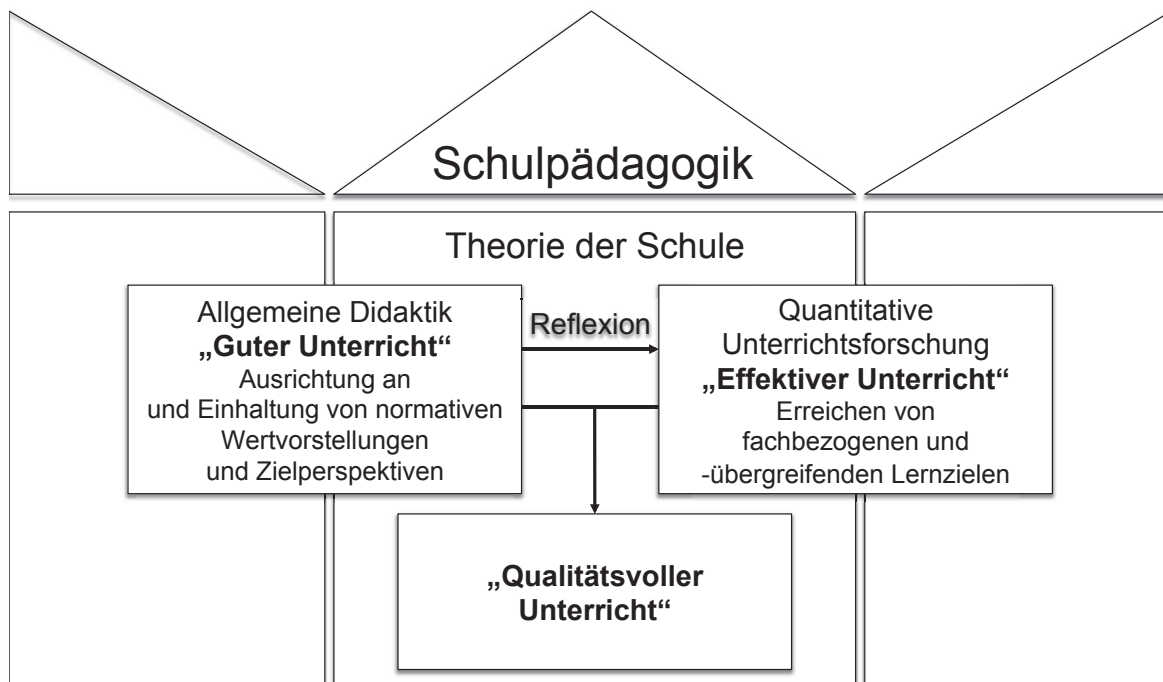 Schulpädagogik
Theorie der Schule
Allgemeine Didaktik
„Guter Unterricht“
Ausrichtung an
und Einhaltung von normativen
Wertvorstellungen
und Zielperspektiven
Reflexion
Quantitative
Unterrichtsforschung
„Effektiver Unterricht“
Erreichen von
fachbezogenen und
-übergreifenden Lernzielen
„Qualitätsvoller
Unterricht“